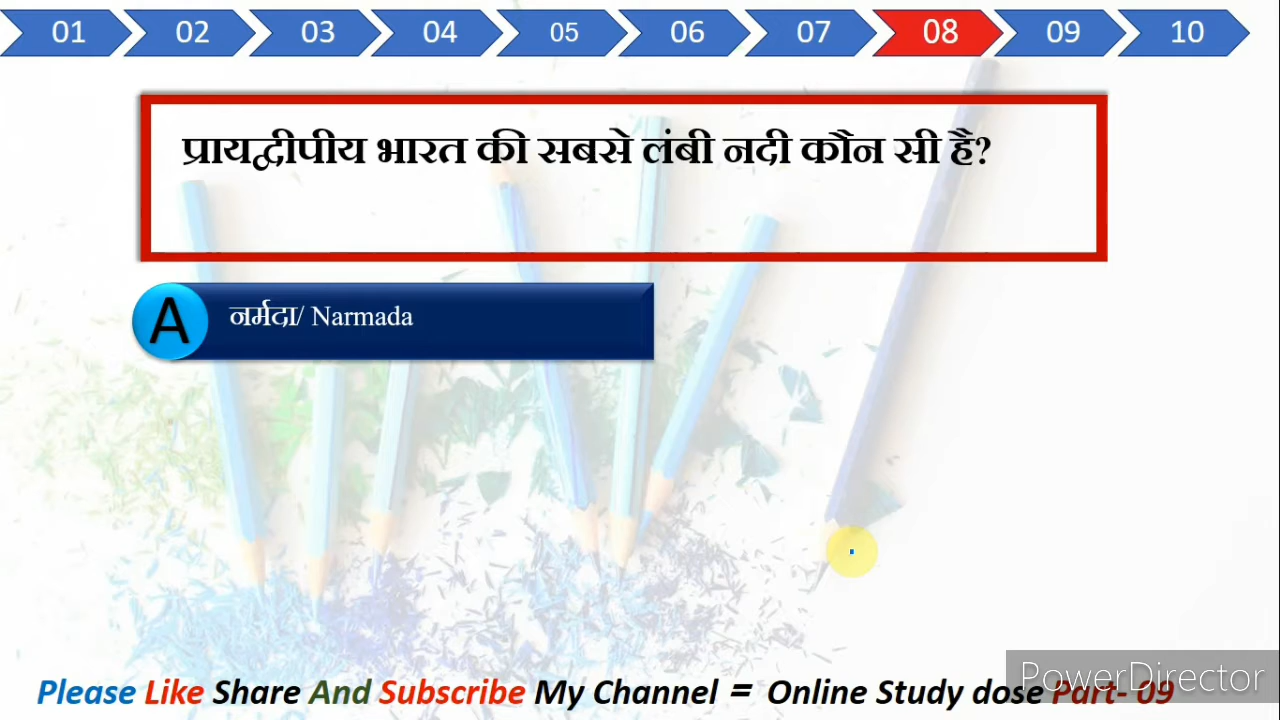 01 02 03 04 05 06 07 08 09 10
प्रायद्वीपीय भारत की सबसे लंबी नदी कौन सी है?
A नर्मदा/ Narmada
Please Like Share And Subscribe My Channel = Online Study dose Part- 09
PowerDirector